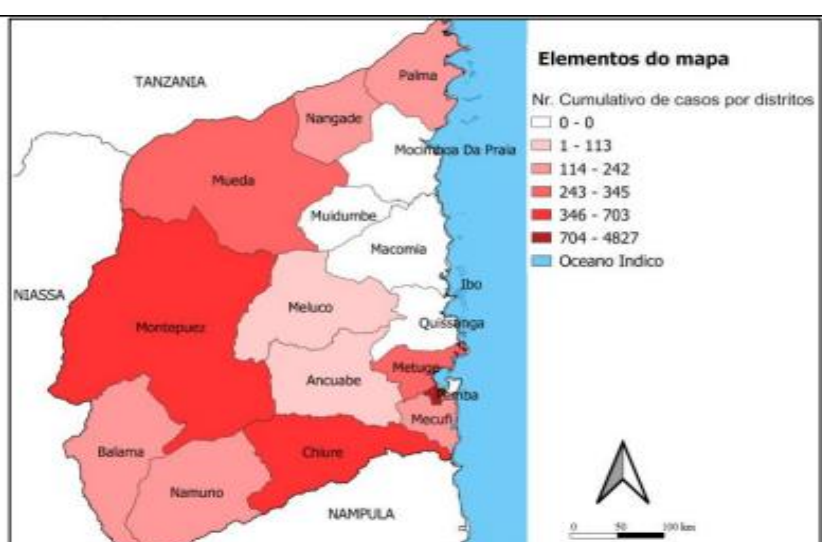 Elementos do mapa
Nr. Cumulativo de casos por distritos
0 - 0
1 - 113
114 - 242
243 - 345
346 - 703
704 - 4827
Oceano Indico
TANZANIA
Palma
Nangade
Mocimboa Da Praia
Mueda
Muidumbe
Macomia
NIASSA
Ibo
Meluco
Quissanga
Montepuez
Metuge
Ancuabe
Pemba
Mecufi
Balama
Chiure
Namuno
NAMPULA
0 50 100 km